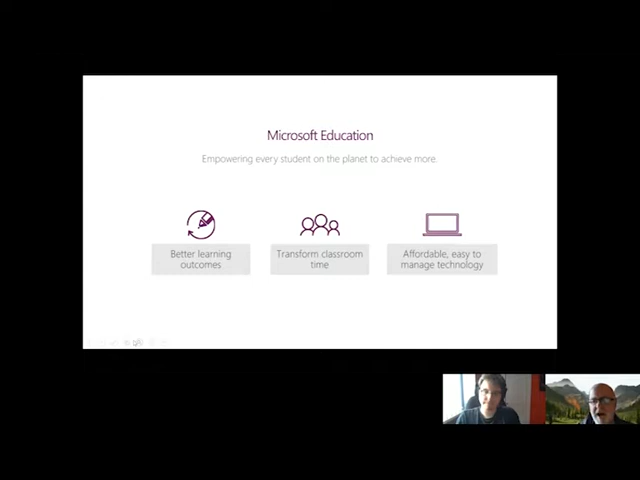 Microsoft Education
Empowering every student on the planet to achieve more.
Better learning
outcomes
Transform classroom
time
Affordable, easy to
manage technology